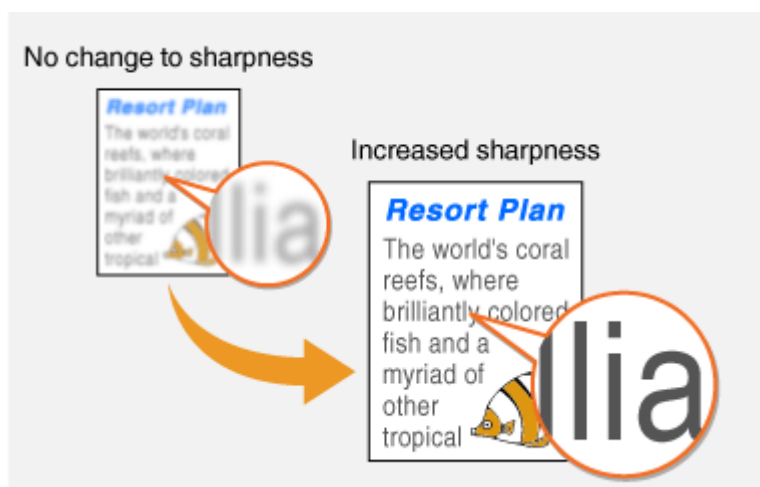 No change to sharpness
Resort Plan
The world's coral
reefs, where
brilliantly colored
fish and a
myriad of
other
tropical
lia
Increased sharpness
Resort Plan
The world's coral
reefs, where
brilliantly colored
fish and a
myriad of
other
tropical
llia